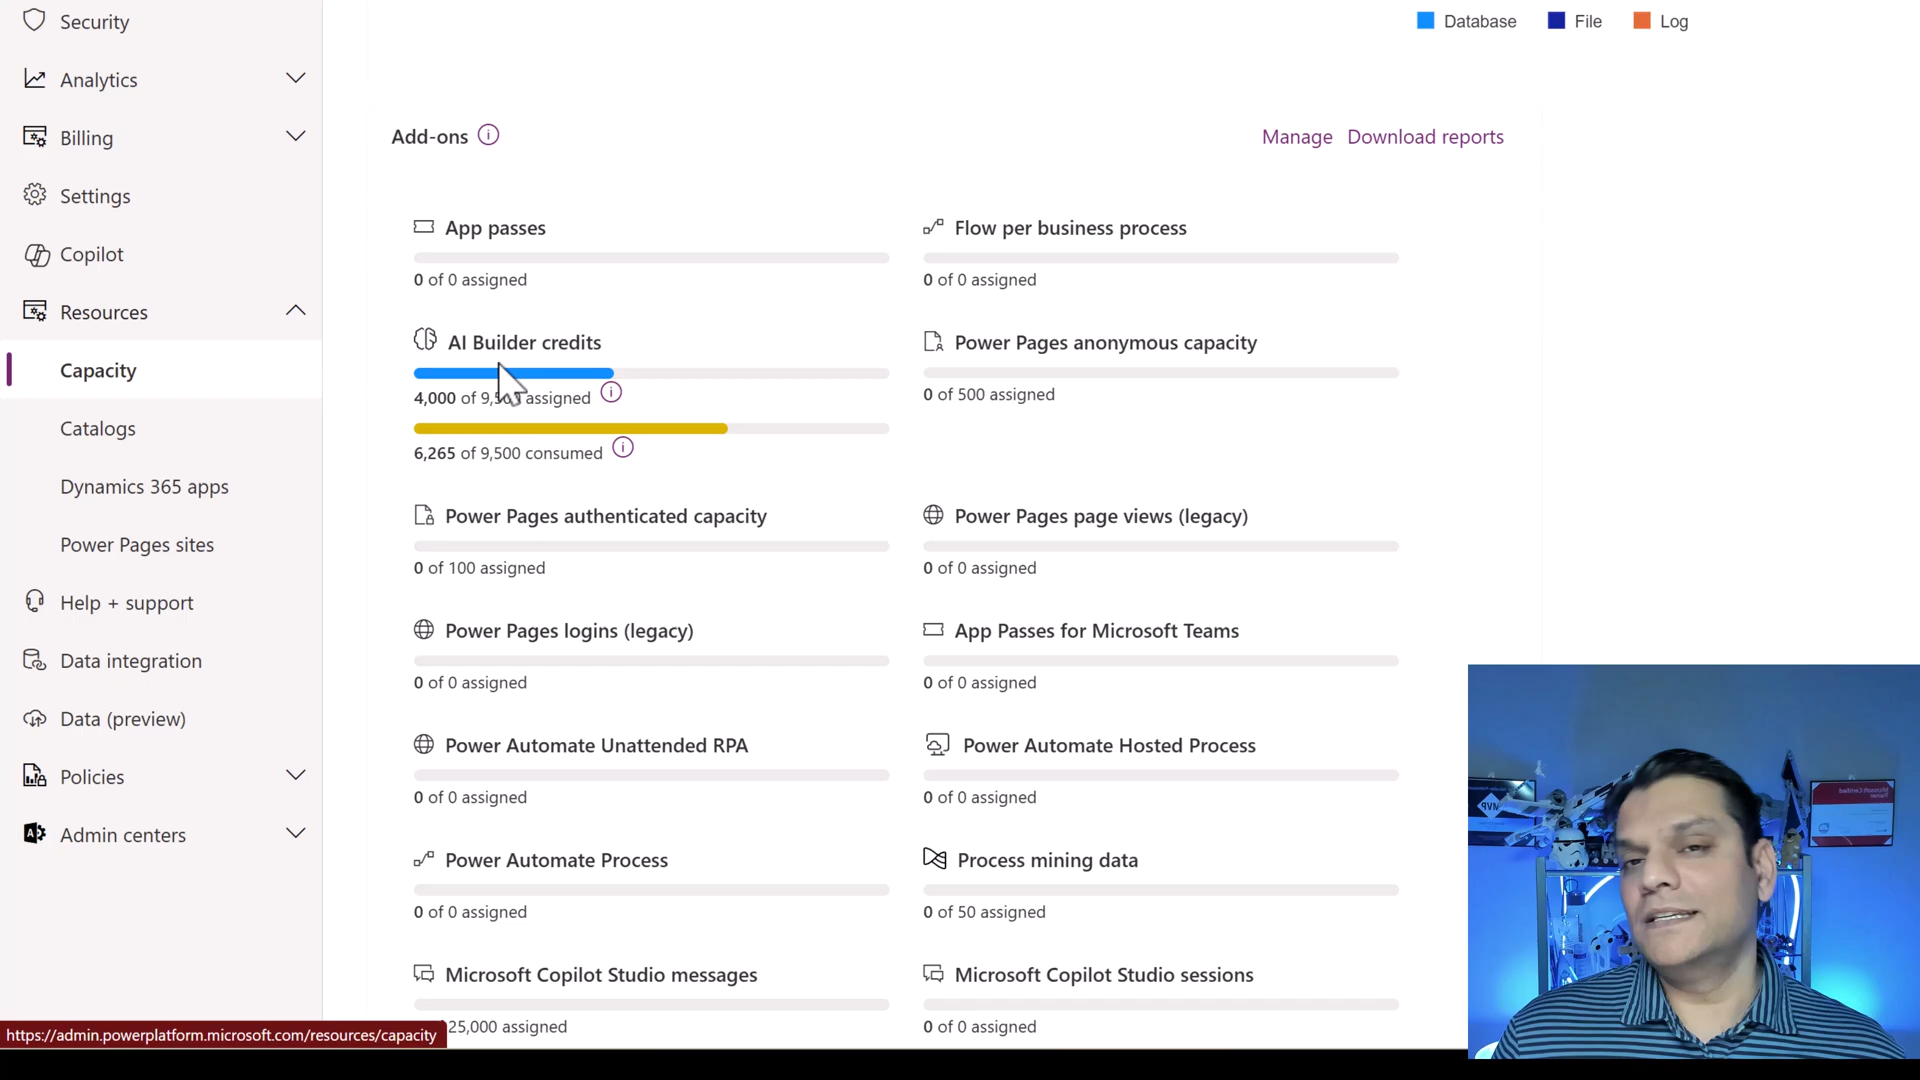 Security
Analytics
Billing
Settings
Copilot
Resources
Capacity
Catalogs
Dynamics 365 apps
Power Pages sites
Help + support
Data integration
Data (preview)
Policies
Admin centers
https://admin.powerplatform.microsoft.com/resources/capacity
Database
File
Log
Add-ons
Manage
Download reports
App passes
0 of 0 assigned
Flow per business process
0 of 0 assigned
AI Builder credits
4,000 of assigned
6,265 of 9,500 consumed
Power Pages anonymous capacity
0 of 500 assigned
Power Pages authenticated capacity
0 of 100 assigned
Power Pages page views (legacy)
0 of 0 assigned
Power Pages logins (legacy)
0 of 0 assigned
App Passes for Microsoft Teams
0 of 0 assigned
Power Automate Unattended RPA
0 of 0 assigned
Power Automate Hosted Process
0 of 0 assigned
Power Automate Process
0 of 0 assigned
Process mining data
0 of 50 assigned
Microsoft Copilot Studio messages
25,000 assigned
Microsoft Copilot Studio sessions
0 of 0 assigned
MVP